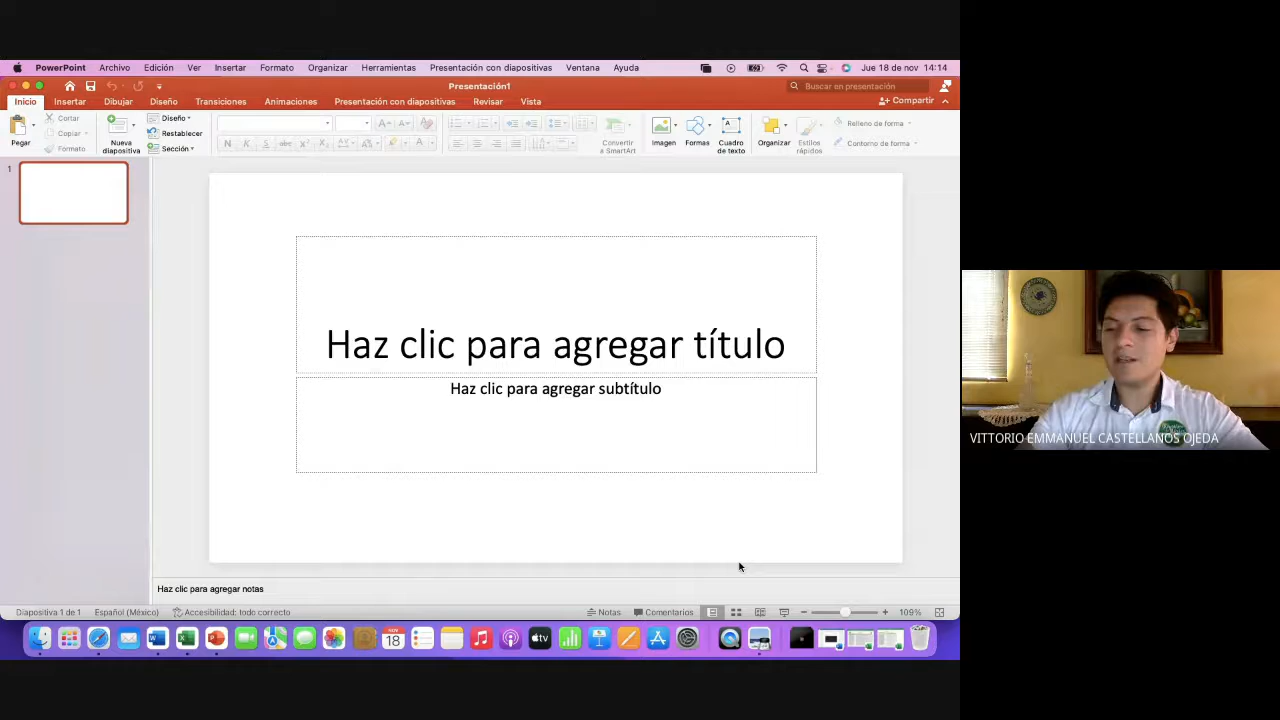 PowerPoint Archivo Edición Ver Insertar Formato Organizar Herramientas Presentación con diapositivas Ventana Ayuda Jue 18 de nov 14:14
Presentación1 Buscar en presentación
Inicio Insertar Dibujar Diseño Transiciones Animaciones Presentación con diapositivas Revisar Vista Compartir
Pegar Cortar Copiar Formato
Nueva diapositiva Diseño Restablecer Sección
Convertir a SmartArt
Imagen Formas Cuadro de texto Organizar Estilos rápidos Relleno de forma Contorno de forma
1
Haz clic para agregar título
Haz clic para agregar subtítulo
VITTORIO EMMANUEL CASTELLANOS OJEDA
Haz clic para agregar notas
Diapositiva 1 de 1 Español (México) Accesibilidad: todo correcto Notas Comentarios 109%
NOV
18
tv